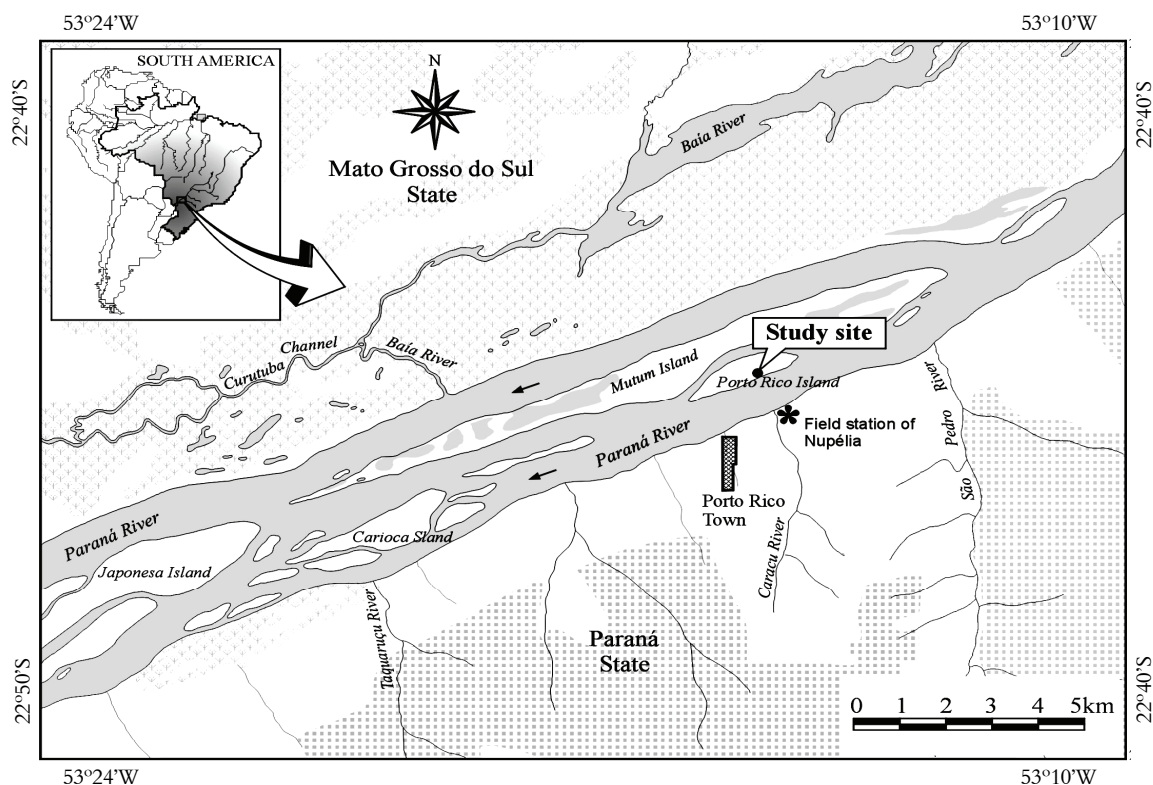 53°24'W
53°10'W
22°40'S
22°40'S
SOUTH AMERICA
N
Mato Grosso do Sul
State
Baía River
Study site
Curutuba Channel
Baía River
Mutum Island
Porto Rico Island
Paraná River
Field station of
Nupélia
São Pedro River
Porto Rico
Town
Caracu River
Paraná River
Carioca Sland
Japonesa Island
Taquaruçu River
Paraná
State
0 1 2 3 4 5km
22°50'S
22°40'S
53°24'W
53°10'W